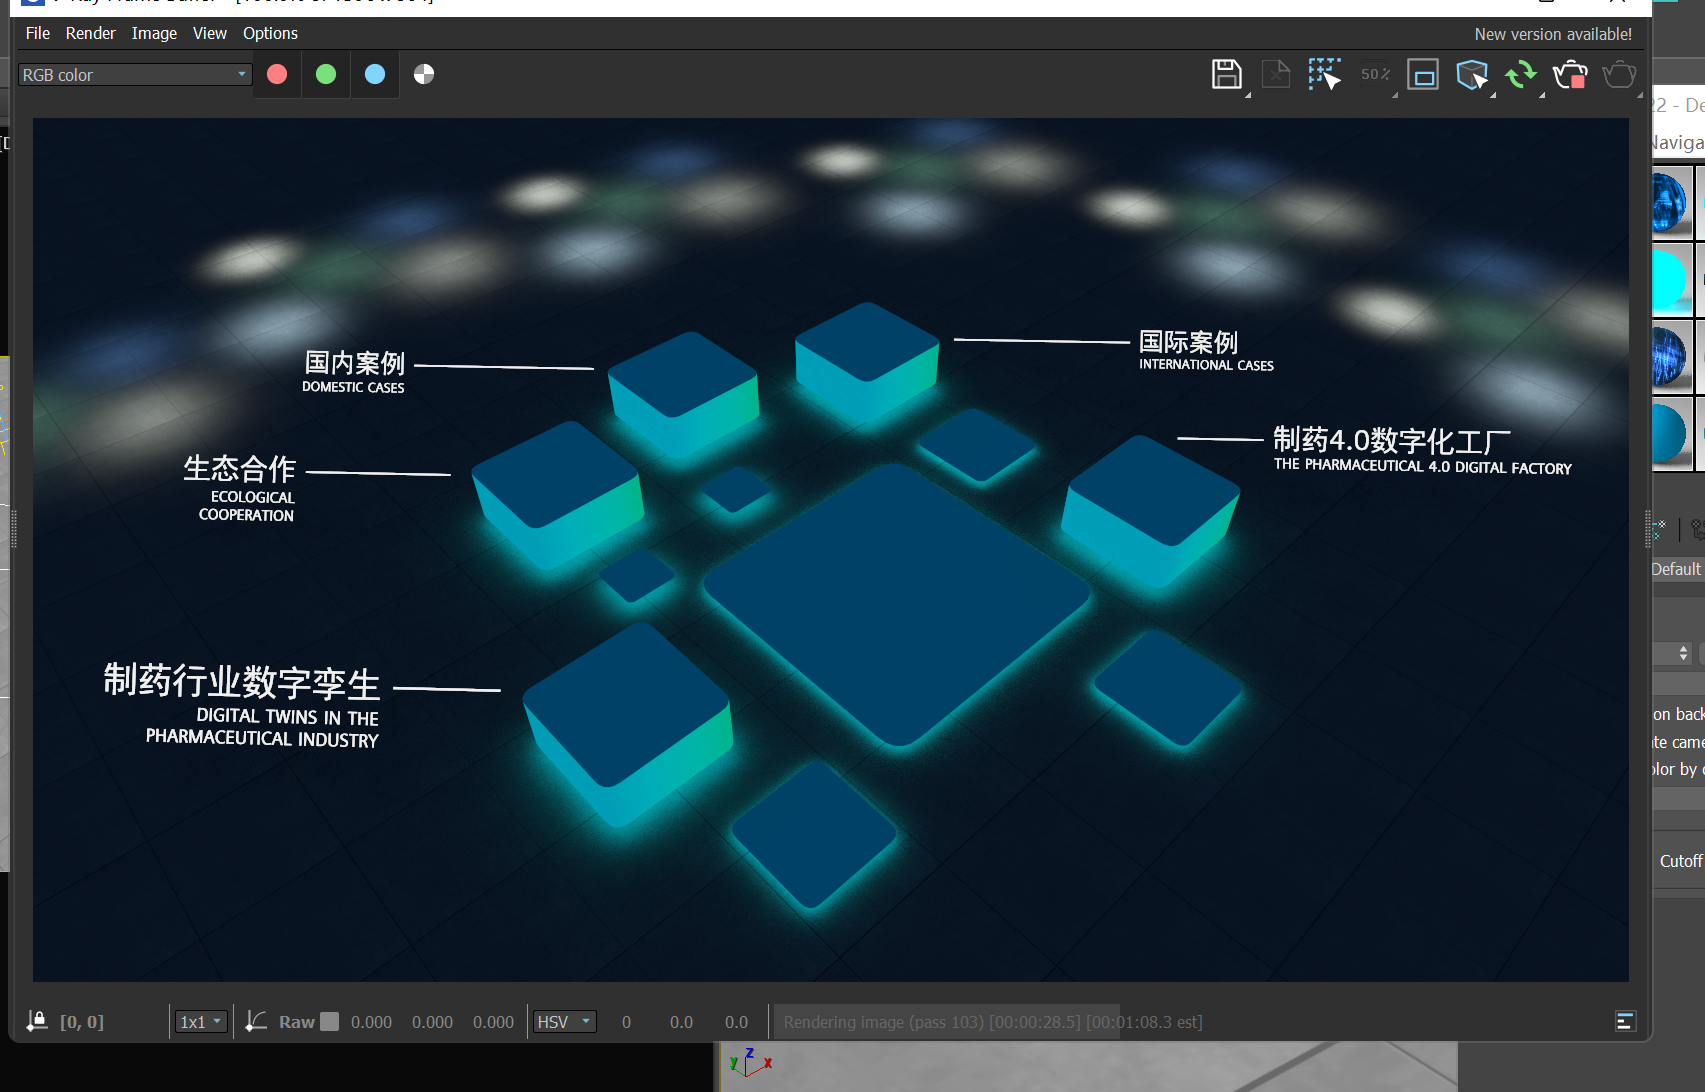 File Render Image View Options
New version available!
RGB color
50%
国内案例
DOMESTIC CASES
国际案例
INTERNATIONAL CASES
生态合作
ECOLOGICAL
COOPERATION
制药4.0数字化工厂
THE PHARMACEUTICAL 4.0 DIGITAL FACTORY
制药行业数字孪生
DIGITAL TWINS IN THE
PHARMACEUTICAL INDUSTRY
22 - De
Naviga
Default
on back
te came
olor by
Cutoff
[0, 0] 1x1 Raw 0.000 0.000 0.000 HSV 0 0.0 0.0 Rendering image (pass 103) [00:00:28.5] [00:01:08.3 est]
z
y x